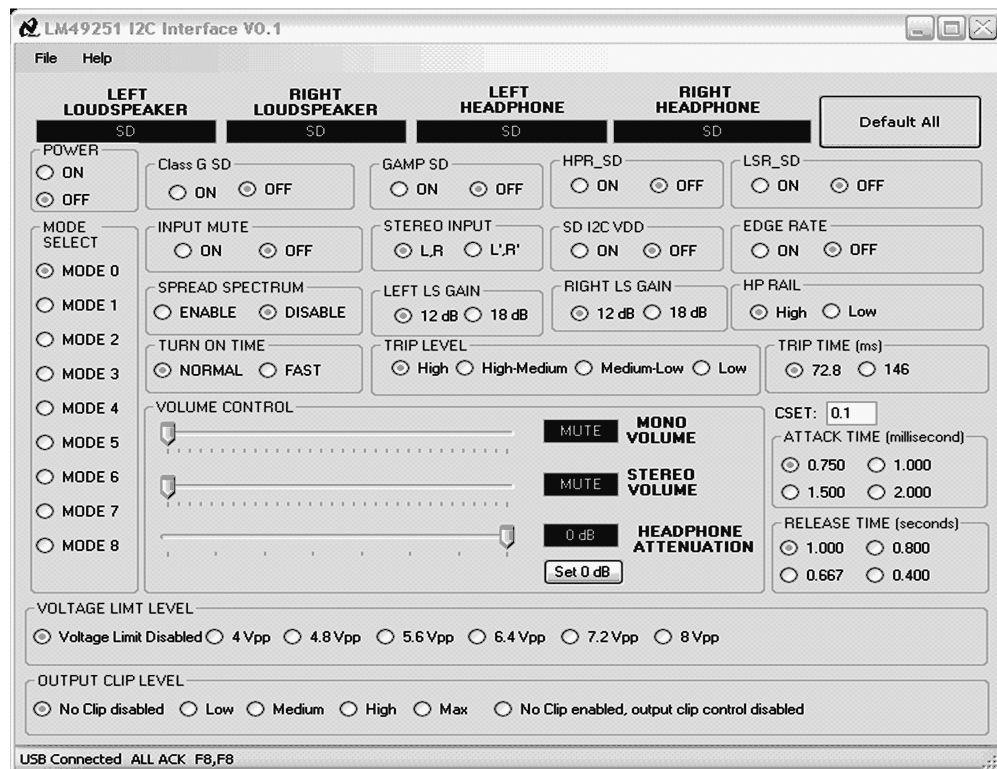 LM49251 I2C Interface V0.1
File Help
LEFT LOUDSPEAKER
SD
RIGHT LOUDSPEAKER
SD
LEFT HEADPHONE
SD
RIGHT HEADPHONE
SD
Default All
POWER
ON
OFF
Class G SD
ON OFF
GAMP SD
ON OFF
HPR_SD
ON OFF
LSR_SD
ON OFF
MODE
SELECT
MODE 0
MODE 1
MODE 2
MODE 3
MODE 4
MODE 5
MODE 6
MODE 7
MODE 8
INPUT MUTE
ON OFF
STEREO INPUT
L,R L',R'
SD I2C VDD
ON OFF
EDGE RATE
ON OFF
SPREAD SPECTRUM
ENABLE DISABLE
LEFT LS GAIN
12 dB 18 dB
RIGHT LS GAIN
12 dB 18 dB
HP RAIL
High Low
TURN ON TIME
NORMAL FAST
TRIP LEVEL
High High-Medium Medium-Low Low
TRIP TIME (ms)
72.8 146
VOLUME CONTROL
MUTE
MONO
VOLUME
MUTE
STEREO
VOLUME
0 dB
HEADPHONE
ATTENUATION
Set 0 dB
CSET: 0.1
ATTACK TIME (millisecond)
0.750 1.000
1.500 2.000
RELEASE TIME (seconds)
1.000 0.800
0.667 0.400
VOLTAGE LIMT LEVEL
Voltage Limit Disabled 4 Vpp 4.8 Vpp 5.6 Vpp 6.4 Vpp 7.2 Vpp 8 Vpp
OUTPUT CLIP LEVEL
No Clip disabled Low Medium High Max No Clip enabled, output clip control disabled
USB Connected ALL ACK F8,F8